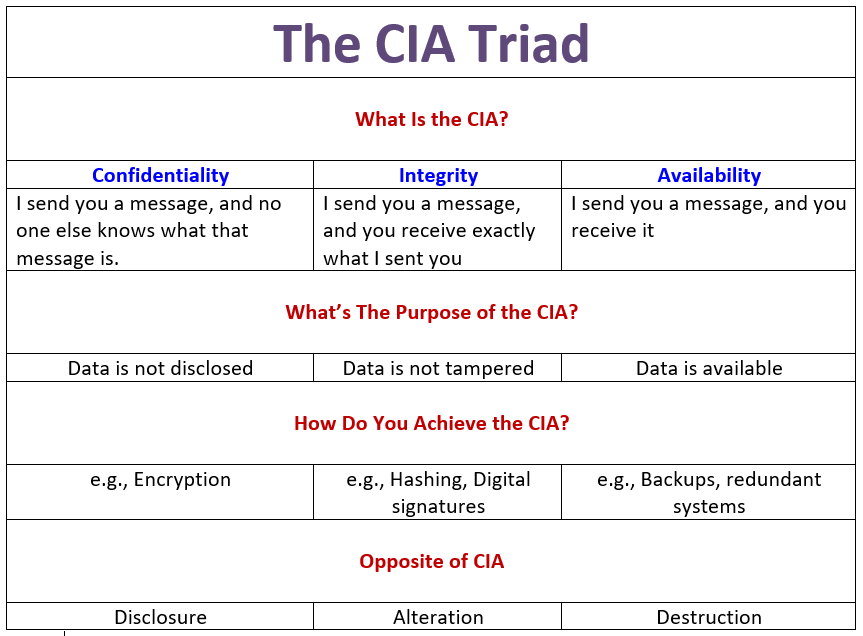 The CIA Triad
What Is the CIA?
Confidentiality
Integrity
Availability
I send you a message, and no
one else knows what that
message is.
I send you a message,
and you receive exactly
what I sent you
I send you a message, and you
receive it
What’s The Purpose of the CIA?
Data is not disclosed
Data is not tampered
Data is available
How Do You Achieve the CIA?
e.g., Encryption
e.g., Hashing, Digital
signatures
e.g., Backups, redundant
systems
Opposite of CIA
Disclosure
Alteration
Destruction